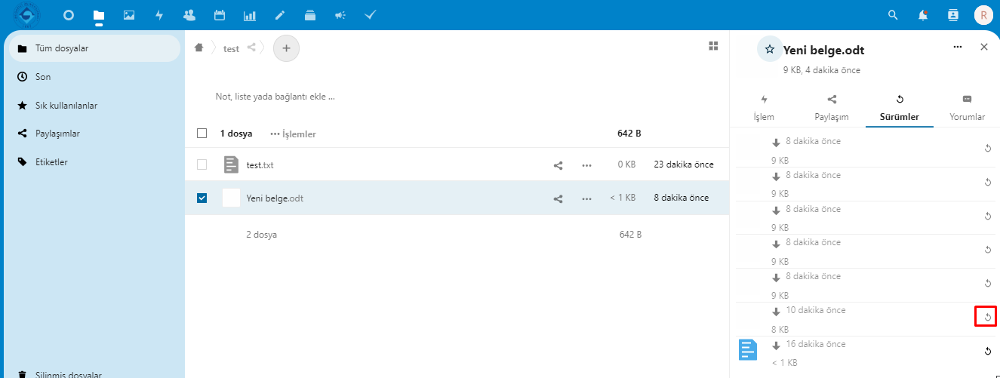 R
Tüm dosyalar
Son
Sık kullanılanlar
Paylaşımlar
Etiketler
Silinmiş dosyalar
test
+
Not, liste yada bağlantı ekle ...
1 dosya
••• İşlemler
642 B
test.txt
0 KB
23 dakika önce
Yeni belge.odt
< 1 KB
8 dakika önce
2 dosya
642 B
Yeni belge.odt
9 KB, 4 dakika önce
İşlem
Paylaşım
Sürümler
Yorumlar
8 dakika önce
9 KB
8 dakika önce
9 KB
8 dakika önce
9 KB
8 dakika önce
9 KB
8 dakika önce
9 KB
10 dakika önce
8 KB
16 dakika önce
< 1 KB